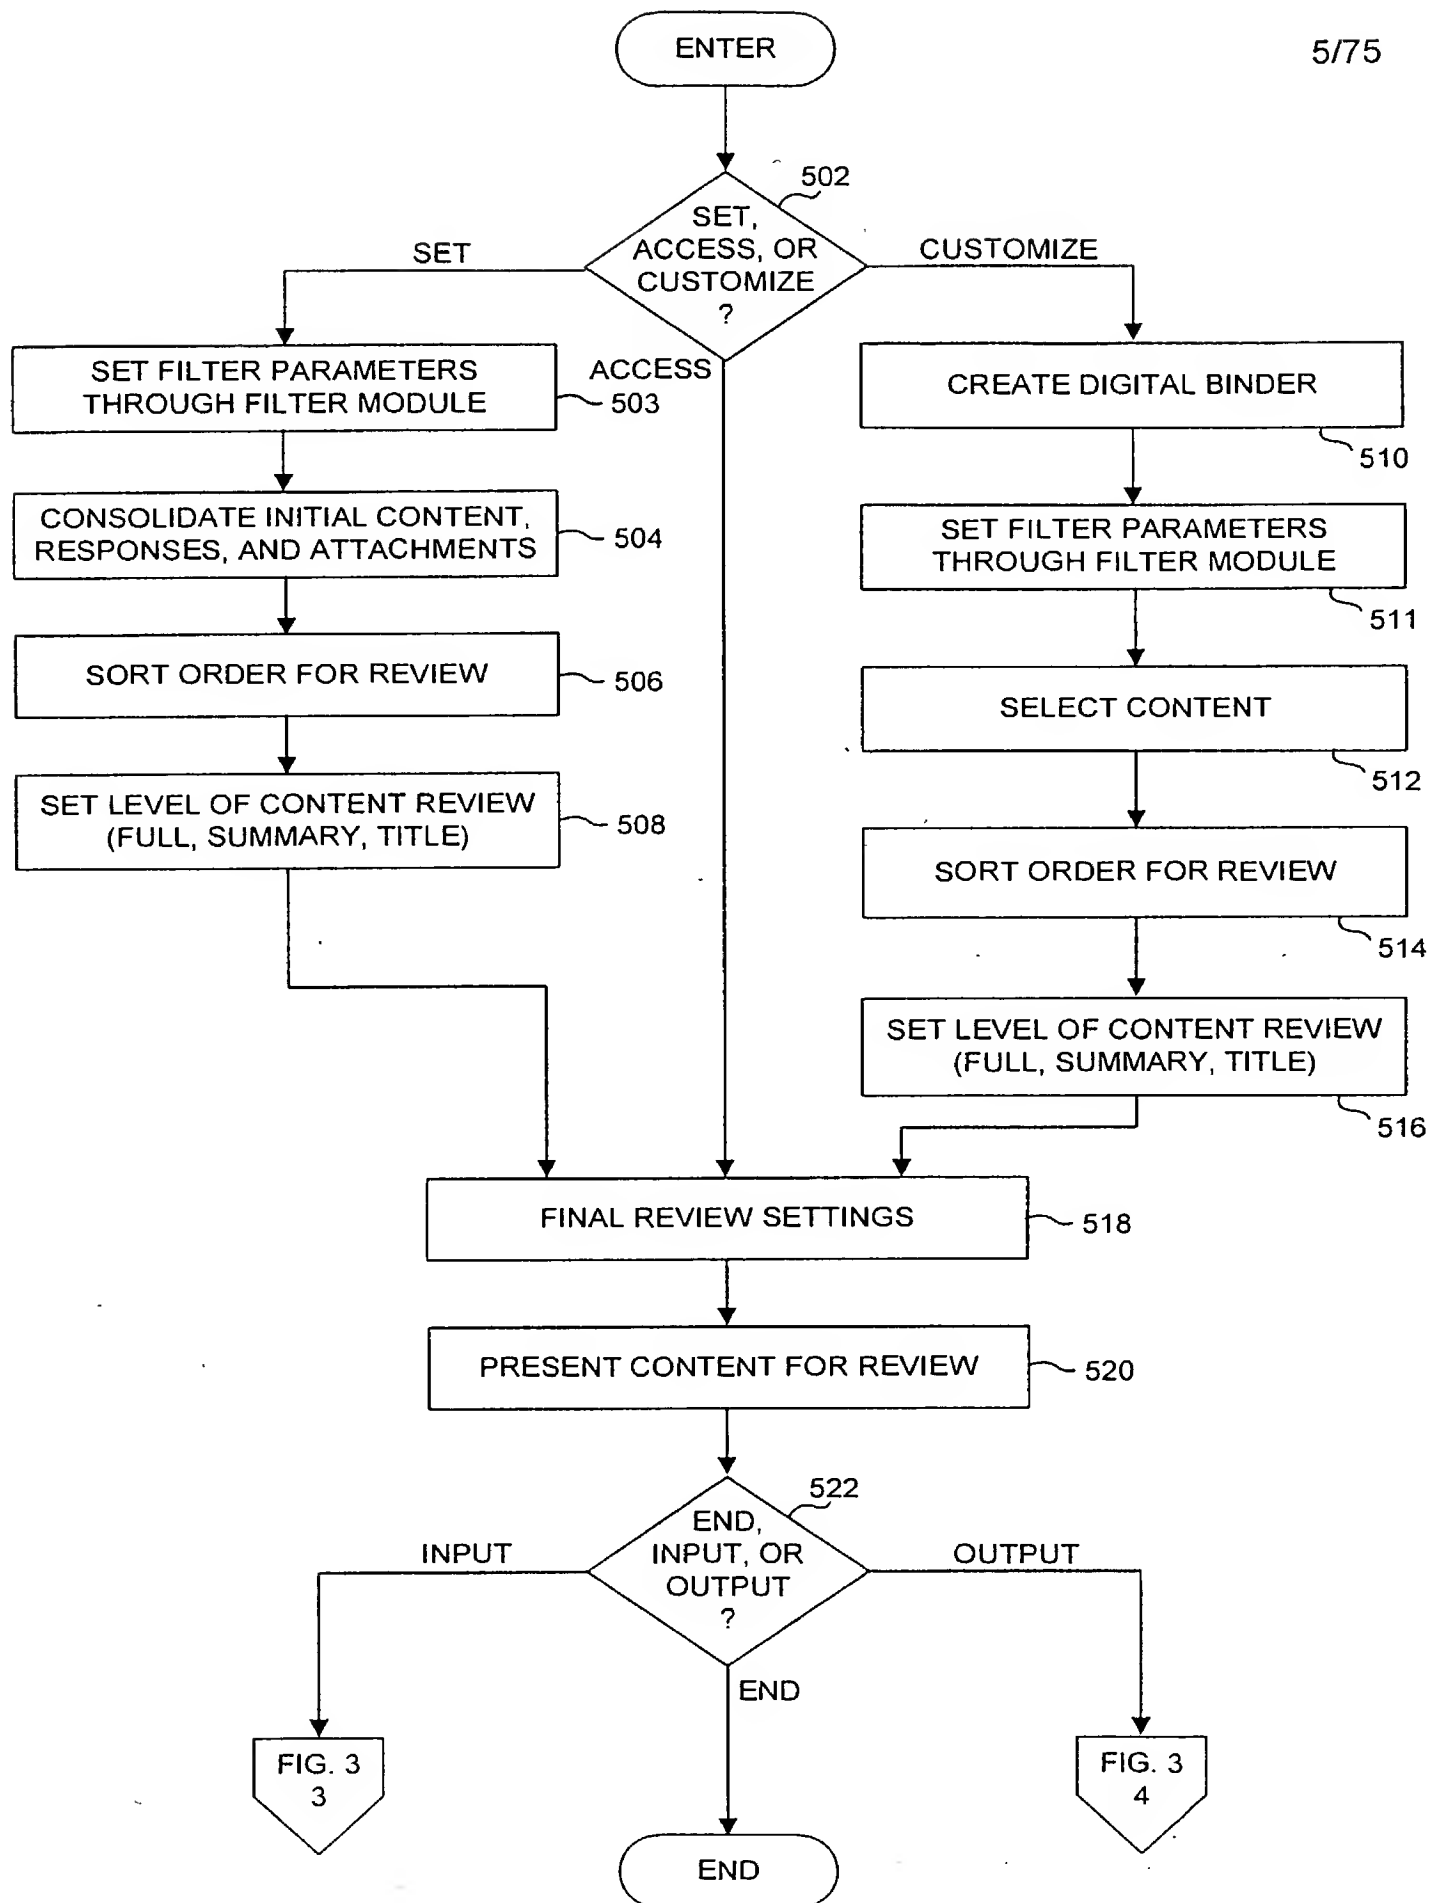 ENTER
5/75
502
SET,
ACCESS, OR
CUSTOMIZE
?
SET
CUSTOMIZE
ACCESS
SET FILTER PARAMETERS
THROUGH FILTER MODULE
503
CONSOLIDATE INITIAL CONTENT,
RESPONSES, AND ATTACHMENTS
504
SORT ORDER FOR REVIEW
506
SET LEVEL OF CONTENT REVIEW
(FULL, SUMMARY, TITLE)
508
CREATE DIGITAL BINDER
510
SET FILTER PARAMETERS
THROUGH FILTER MODULE
511
SELECT CONTENT
512
SORT ORDER FOR REVIEW
514
SET LEVEL OF CONTENT REVIEW
(FULL, SUMMARY, TITLE)
516
FINAL REVIEW SETTINGS
518
PRESENT CONTENT FOR REVIEW
520
522
END,
INPUT, OR
OUTPUT
?
INPUT
OUTPUT
END
FIG. 3
3
FIG. 3
4
END